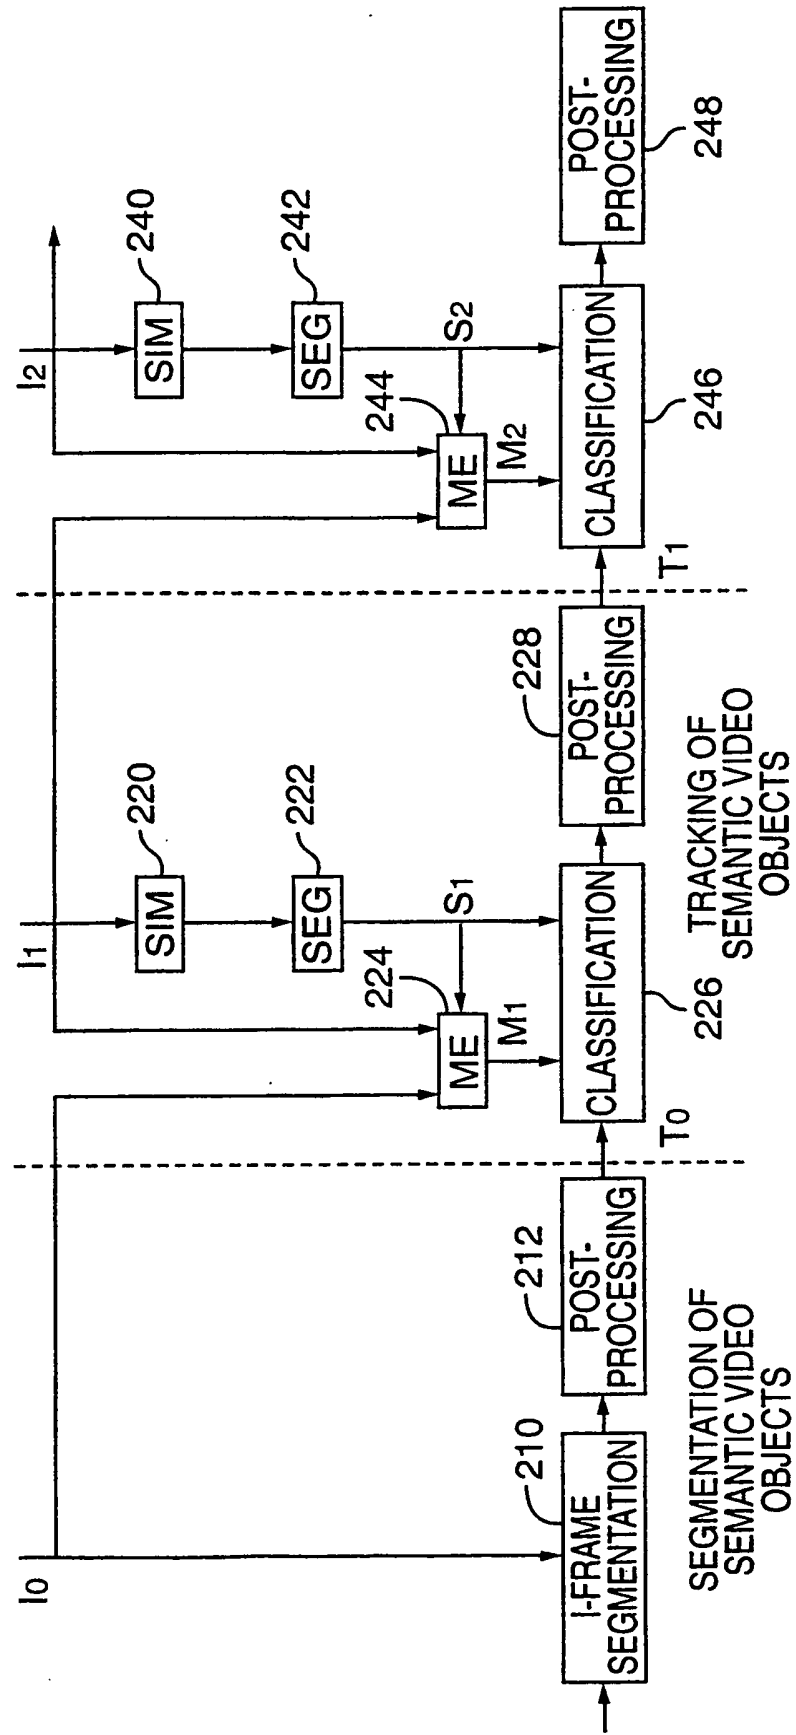 I0
I1
I2
SIM
220
SIM
240
SEG
222
SEG
242
224
S1
244
S2
ME
ME
M1
M2
210
I-FRAME
SEGMENTATION
212
POST-
PROCESSING
T0
CLASSIFICATION
226
228
POST-
PROCESSING
T1
CLASSIFICATION
246
POST-
PROCESSING
248
SEGMENTATION OF
SEMANTIC VIDEO
OBJECTS
TRACKING OF
SEMANTIC VIDEO
OBJECTS